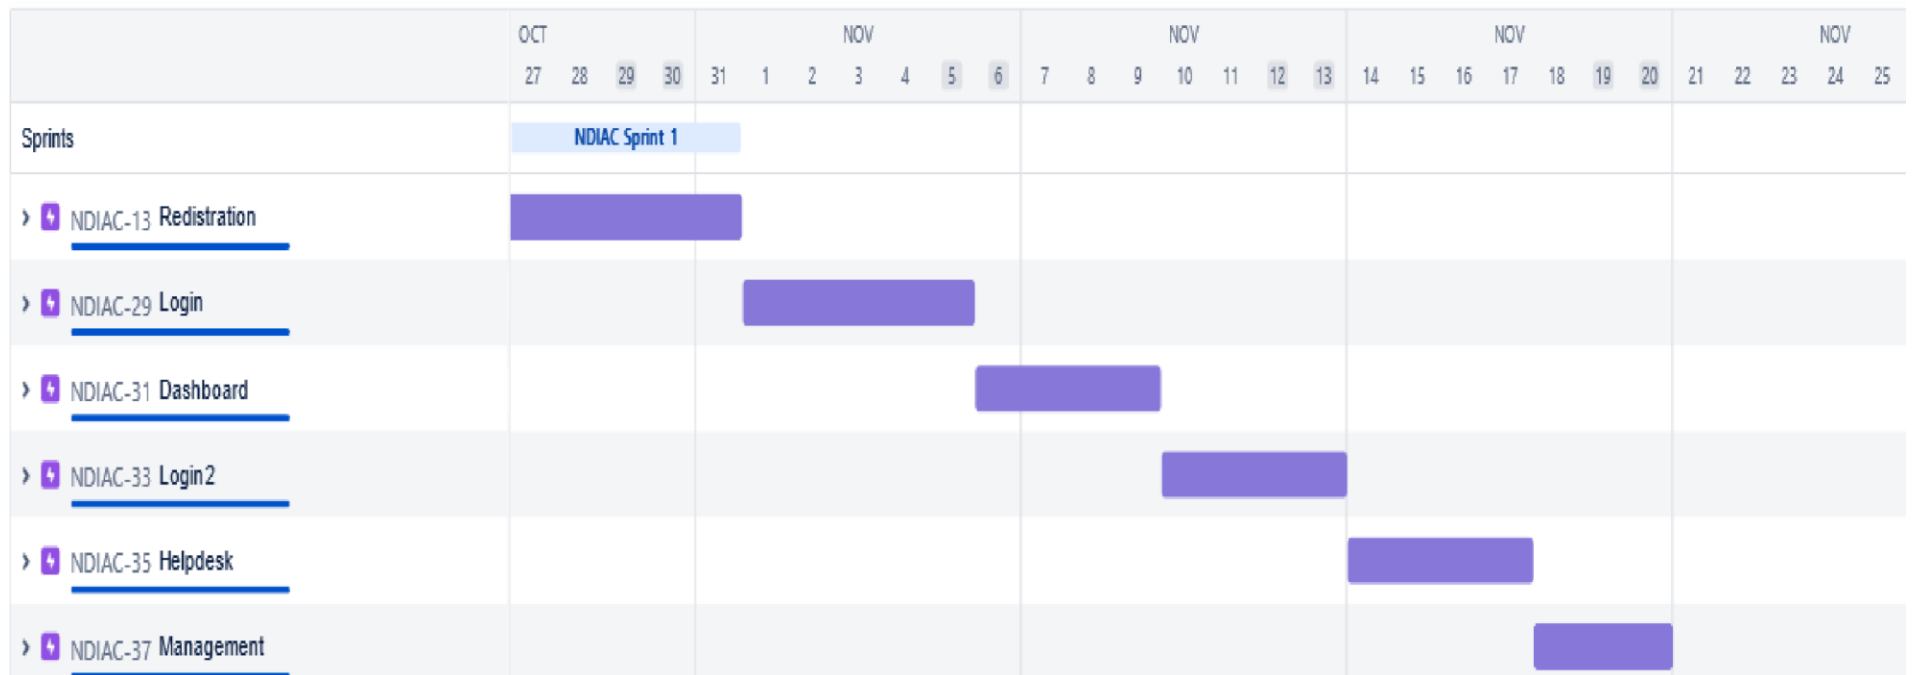 OCT NOV NOV NOV NOV
27 28 29 30 31 1 2 3 4 5 6 7 8 9 10 11 12 13 14 15 16 17 18 19 20 21 22 23 24 25
Sprints NDIAC Sprint 1
NDIAC-13 Redistration
NDIAC-29 Login
NDIAC-31 Dashboard
NDIAC-33 Login2
NDIAC-35 Helpdesk
NDIAC-37 Management